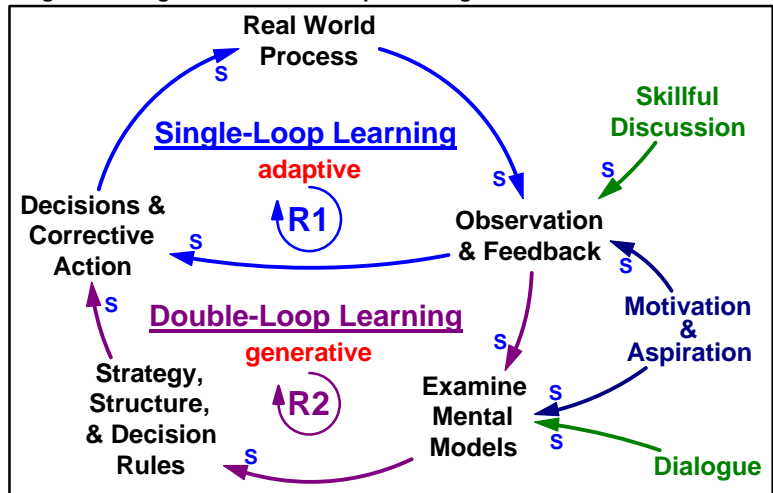 Real World
Process
S
Skillful
Discussion
Single-Loop Learning
adaptive
S
S
Decisions &
Corrective
Action
R1
S
Observation
& Feedback
S
S
Double-Loop Learning
generative
Motivation
&
Aspiration
S
Strategy,
Structure,
& Decision
Rules
R2
Examine
Mental
Models
S
S
S
Dialogue